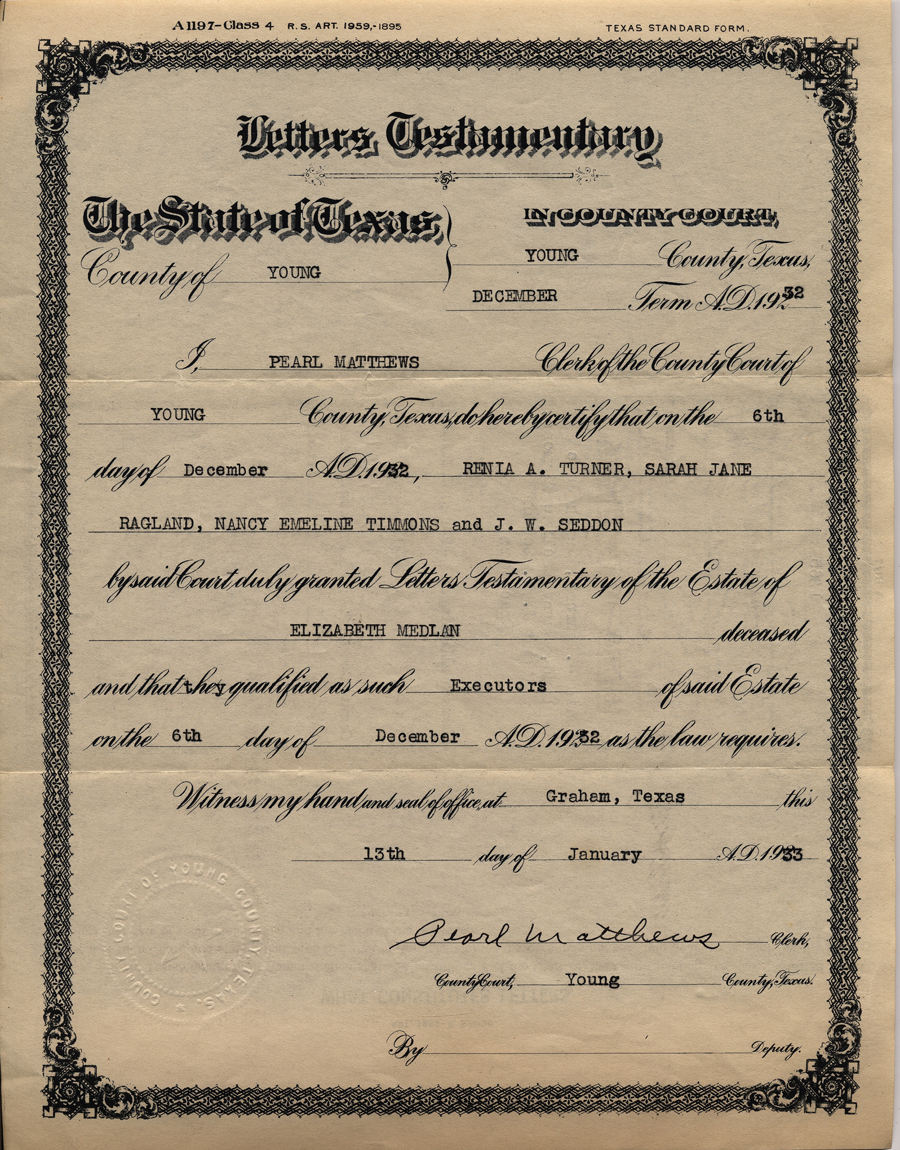 A1197-Class 4 R. S. ART. 1959,-1895 TEXAS STANDARD FORM.
Letters Testamentary
The State of Texas, IN COUNTY COURT,
County of YOUNG
YOUNG County, Texas,
DECEMBER Term A.D. 1932
I, PEARL MATTHEWS Clerk of the County Court of
YOUNG County, Texas, do hereby certify that on the 6th
day of December A.D. 1932, RENIA A. TURNER, SARAH JANE
RAGLAND, NANCY EMELINE TIMMONS and J. W. SEDDON
by said Court duly granted Letters Testamentary of the Estate of
ELIZABETH MEDLAN deceased
and that they qualified as such Executors of said Estate
on the 6th day of December A.D. 1932 as the law requires.
Witness my hand and seal of office, at Graham, Texas this
13th day of January A.D. 1933
Pearl Matthews Clerk,
County Court, Young County, Texas.
By Deputy.
COUNTY COURT OF YOUNG COUNTY, TEXAS.